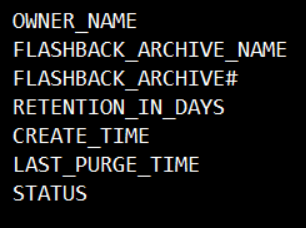 OWNER_NAME
FLASHBACK_ARCHIVE_NAME
FLASHBACK_ARCHIVE#
RETENTION_IN_DAYS
CREATE_TIME
LAST_PURGE_TIME
STATUS